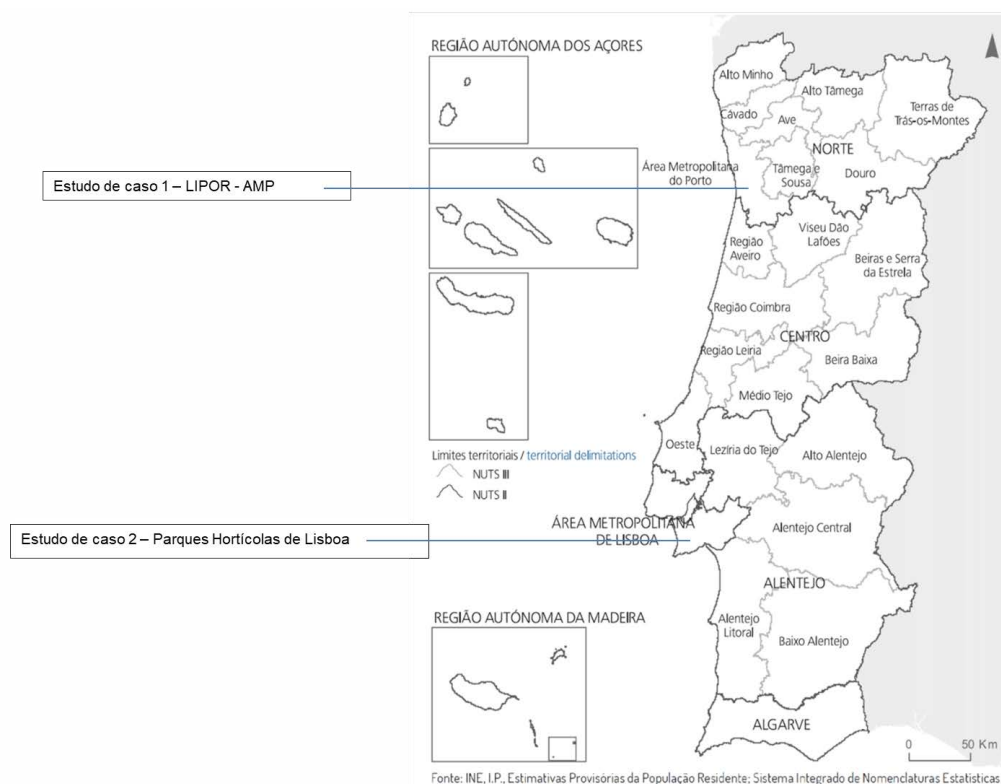 REGIÃO AUTÓNOMA DOS AÇORES
Alto Minho
Alto Tâmega
Terras de
Trás-os-Montes
Cávado
Ave
NORTE
Área Metropolitana
do Porto
Tâmega e
Sousa
Douro
Estudo de caso 1 – LIPOR - AMP
Viseu Dão
Lafões
Região
Aveiro
Beiras e Serra
da Estrela
Região Coimbra
CENTRO
Região Leiria
Beira Baixa
Médio Tejo
Oeste
Lezíria do Tejo
Alto Alentejo
Limites territoriais / territorial delimitations
NUTS III
NUTS II
ÁREA METROPOLITANA
DE LISBOA
Alentejo Central
Estudo de caso 2 – Parques Hortícolas de Lisboa
ALENTEJO
REGIÃO AUTÓNOMA DA MADEIRA
Alentejo
Litoral
Baixo Alentejo
ALGARVE
0 50 Km
Fonte: INE, I.P., Estimativas Provisórias da População Residente; Sistema Integrado de Nomenclaturas Estatísticas